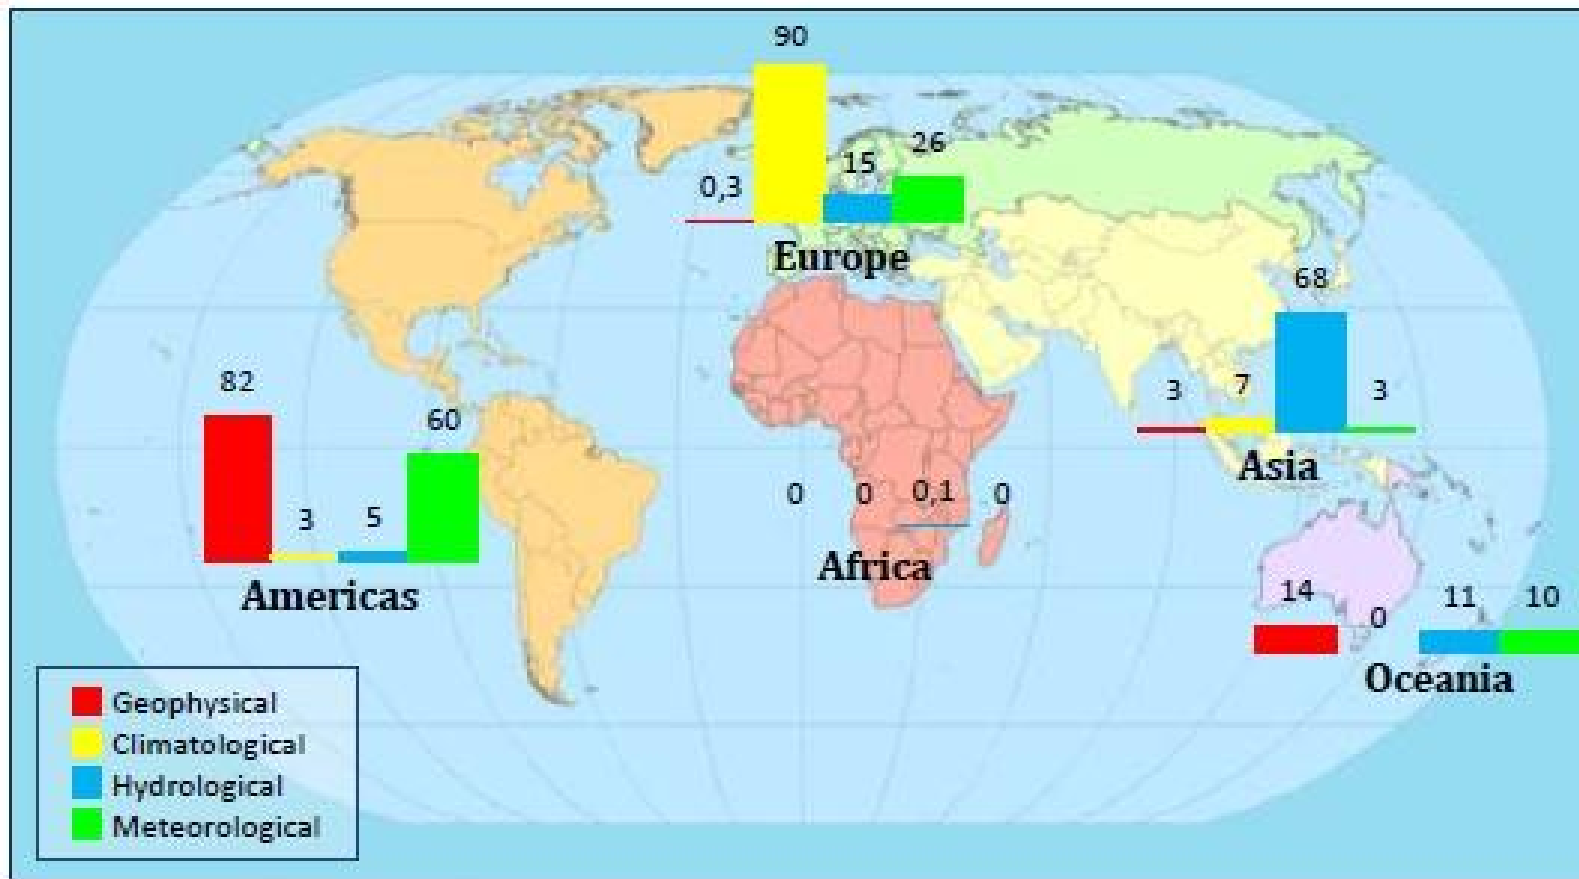 90
0,3
15
26
Europe
68
3
7
3
Asia
82
3
5
60
Americas
0
0
0,1
0
Africa
14
0
11
10
Oceania
Geophysical
Climatological
Hydrological
Meteorological